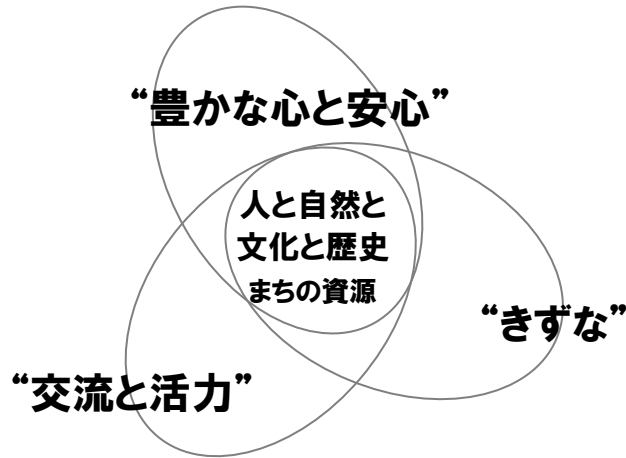 “豊かな心と安心”
人と自然と
文化と歴史
まちの資源
“きずな”
“交流と活力”